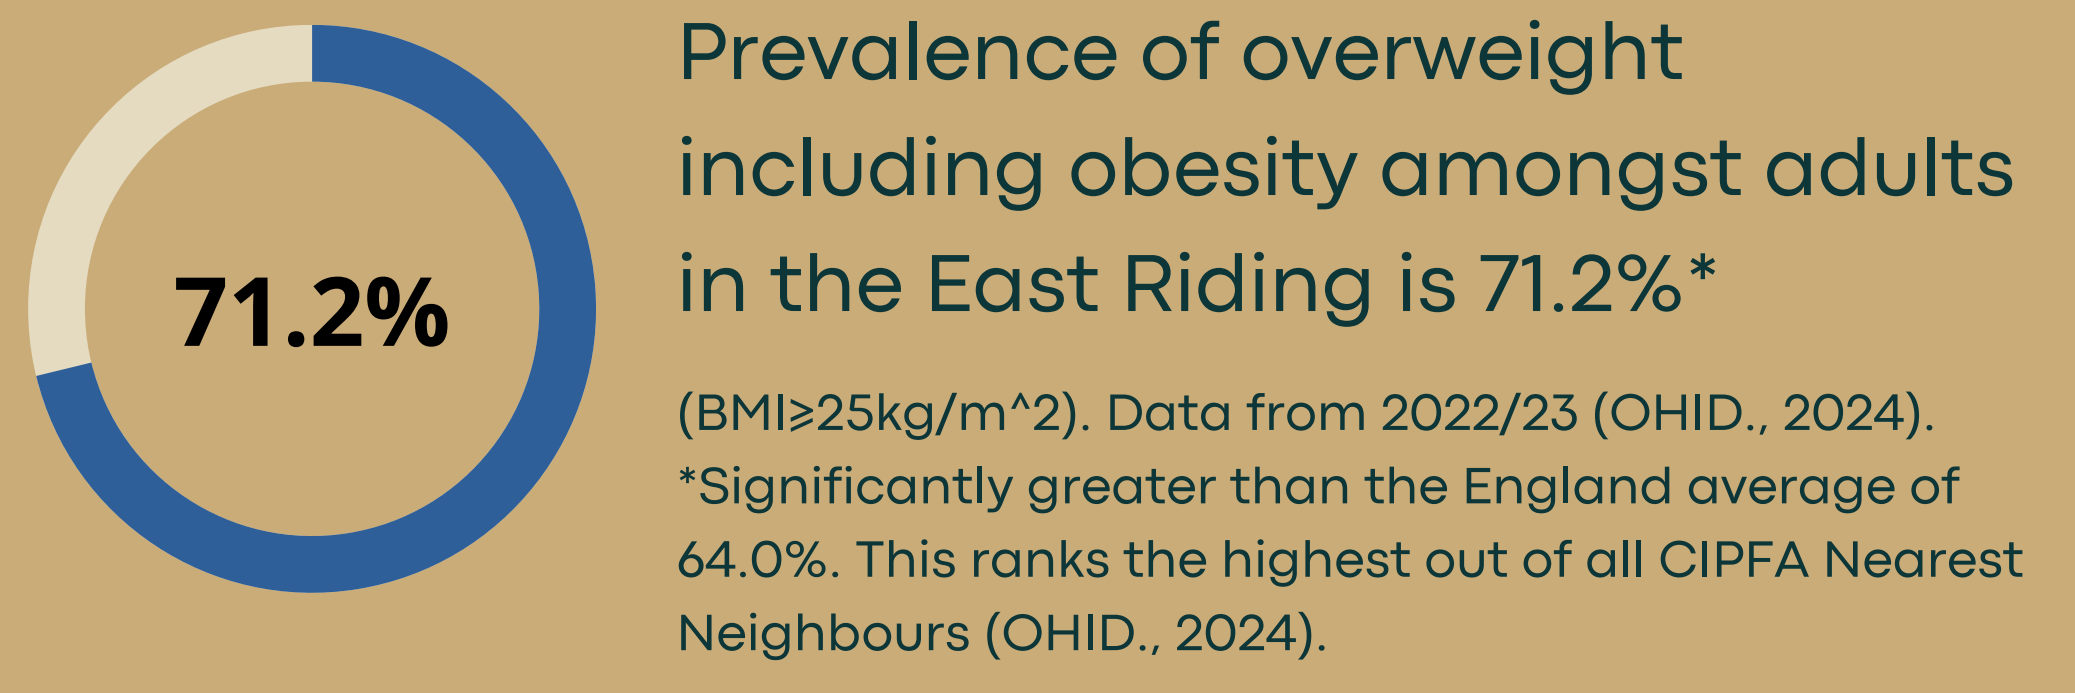 71.2%
Prevalence of overweight
including obesity amongst adults
in the East Riding is 71.2%*
(BMI⩾25kg/m^2). Data from 2022/23 (OHID., 2024).
*Significantly greater than the England average of
64.0%. This ranks the highest out of all CIPFA Nearest
Neighbours (OHID., 2024).